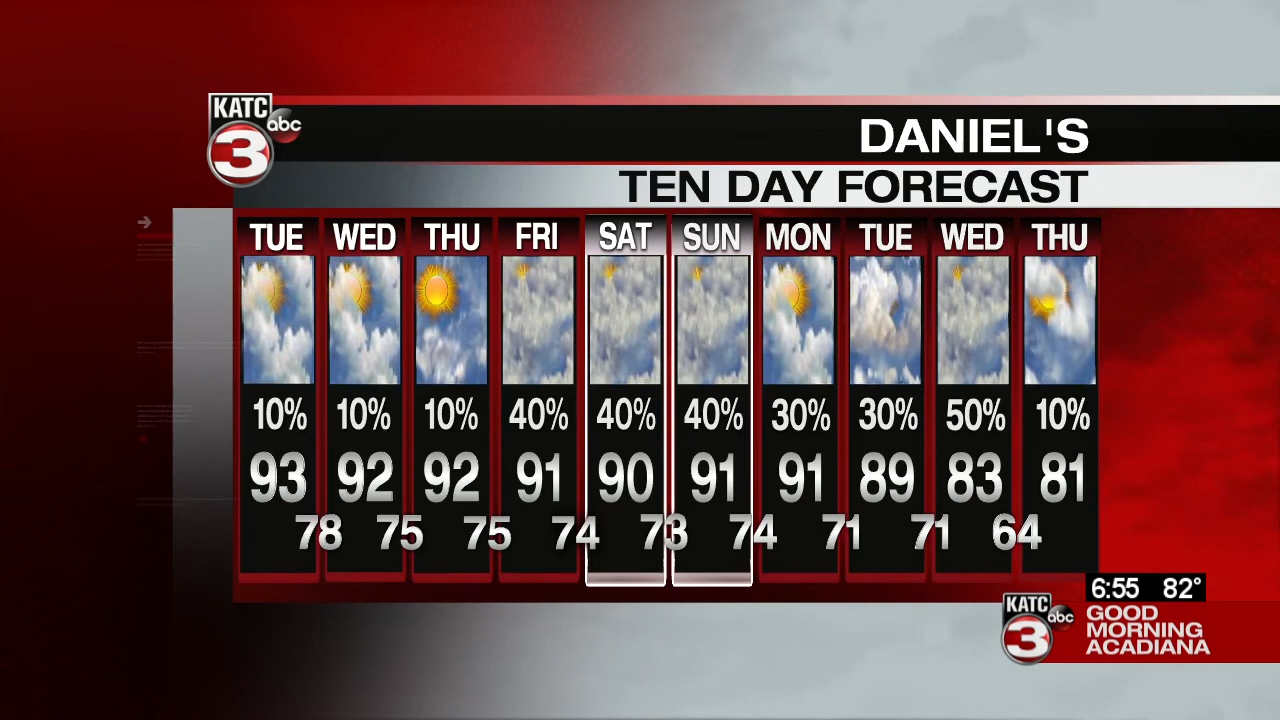 KATC
abc
3
DANIEL'S
TEN DAY FORECAST
TUE WED THU FRI SAT SUN MON TUE WED THU
10% 10% 10% 40% 40% 40% 30% 30% 50% 10%
93 92 92 91 90 91 91 89 83 81
78 75 75 74 73 74 71 71 64
6:55 82°
KATC
abc
3
GOOD
MORNING
ACADIANA